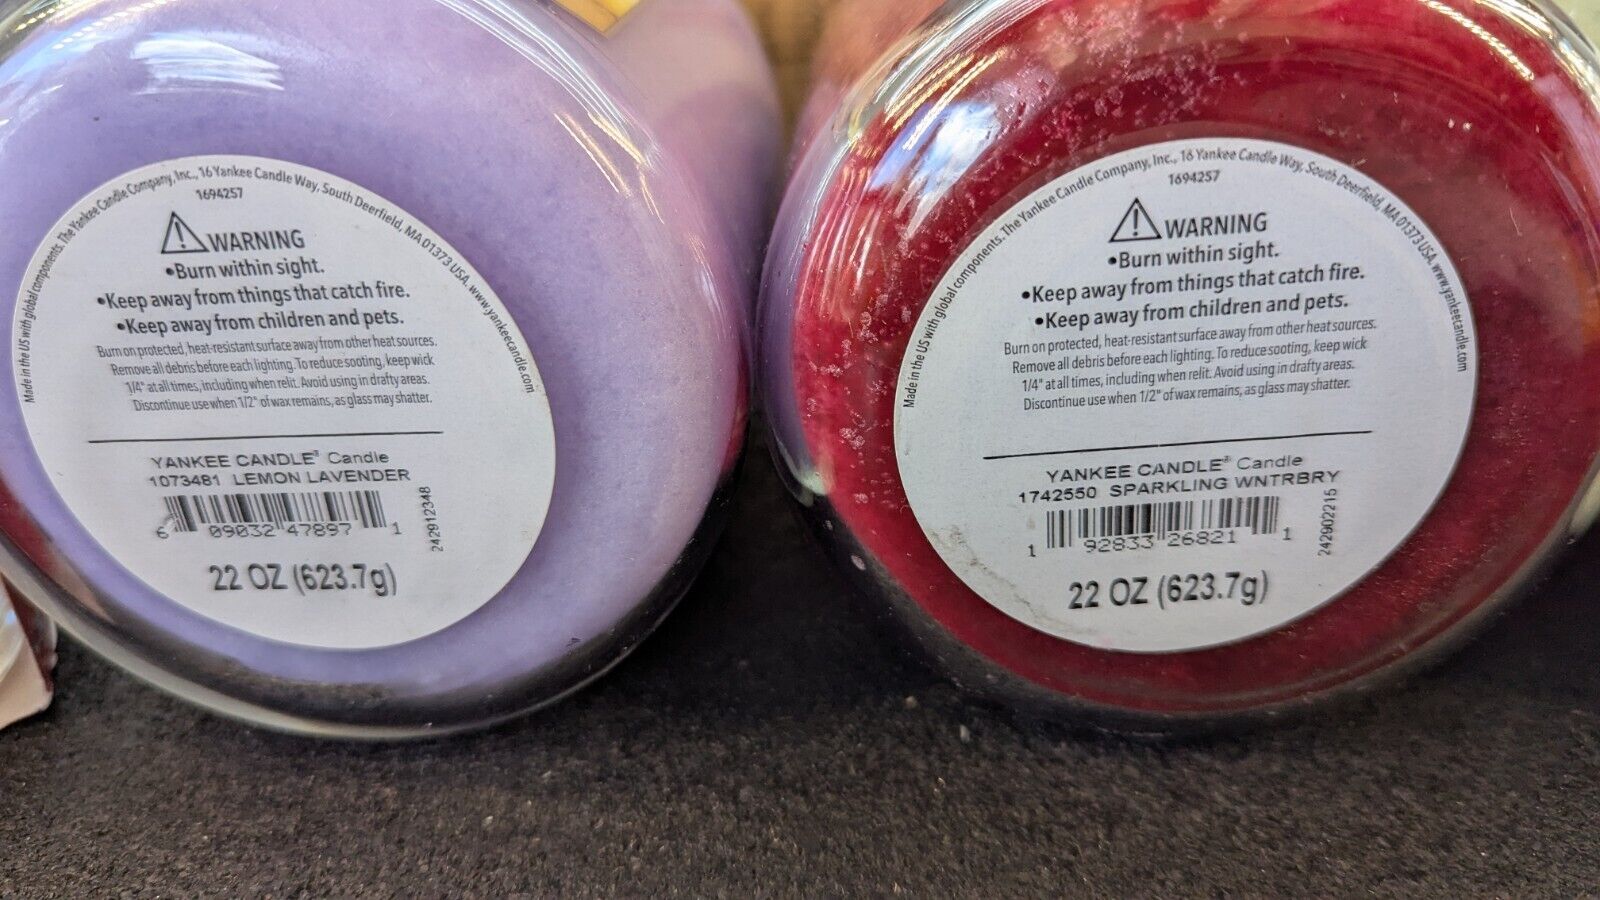 Made in the US with global components. The Yankee Candle Company, Inc., 16 Yankee Candle Way, South Deerfield, MA 01373 USA. www.yankeecandle.com
1694257
WARNING
•Burn within sight.
•Keep away from things that catch fire.
•Keep away from children and pets.
Burn on protected, heat-resistant surface away from other heat sources.
Remove all debris before each lighting. To reduce sooting, keep wick
1/4" at all times, including when relit. Avoid using in drafty areas.
Discontinue use when 1/2" of wax remains, as glass may shatter.
YANKEE CANDLE® Candle
1073481 LEMON LAVENDER
6 09032 47897 1
242912348
22 OZ (623.7g)
Made in the US with global components. The Yankee Candle Company, Inc., 16 Yankee Candle Way, South Deerfield, MA 01373 USA. www.yankeecandle.com
1694257
WARNING
•Burn within sight.
•Keep away from things that catch fire.
•Keep away from children and pets.
Burn on protected, heat-resistant surface away from other heat sources.
Remove all debris before each lighting. To reduce sooting, keep wick
1/4" at all times, including when relit. Avoid using in drafty areas.
Discontinue use when 1/2" of wax remains, as glass may shatter.
YANKEE CANDLE® Candle
1742550 SPARKLING WNTRBRY
1 92833 26821 1
242902215
22 OZ (623.7g)